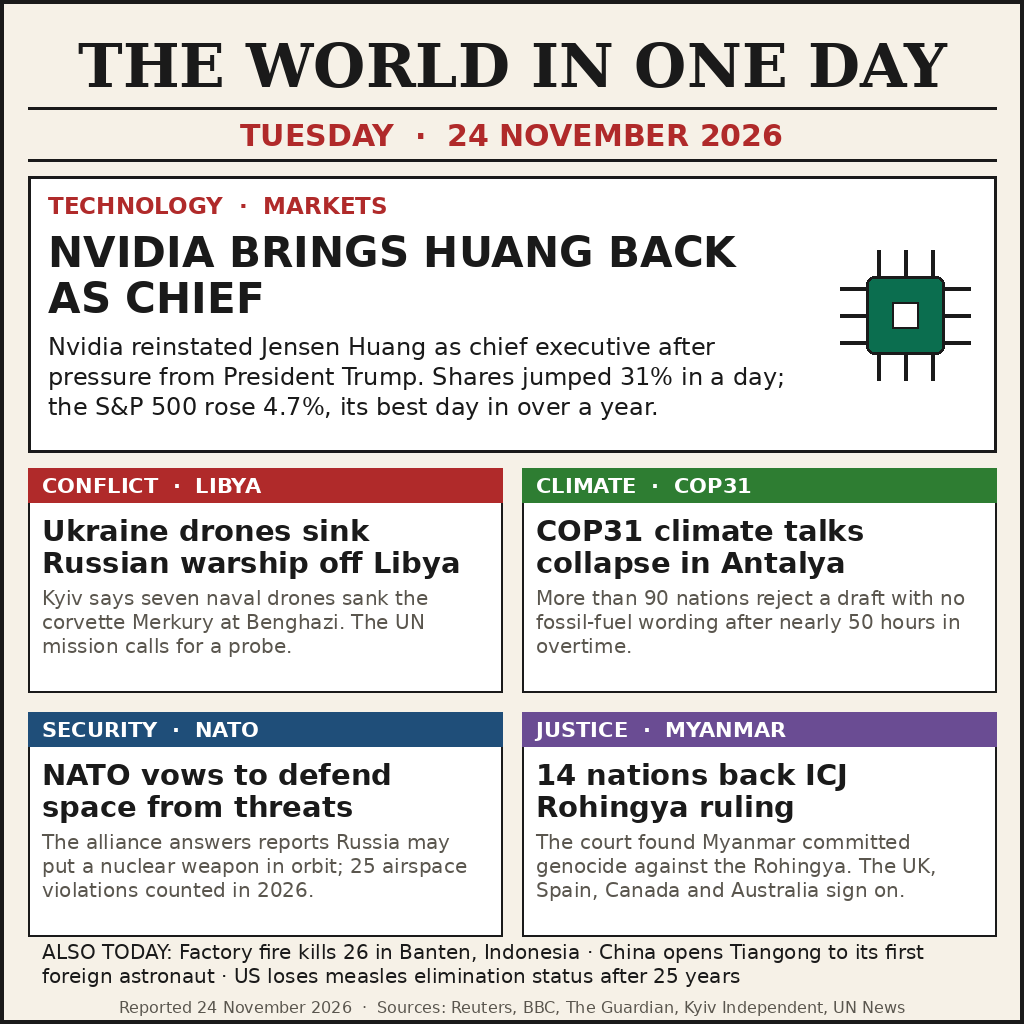 THE WORLD IN ONE DAY
TUESDAY · 24 NOVEMBER 2026
TECHNOLOGY · MARKETS
NVIDIA BRINGS HUANG BACK
AS CHIEF
Nvidia reinstated Jensen Huang as chief executive after
pressure from President Trump. Shares jumped 31% in a day;
the S&P 500 rose 4.7%, its best day in over a year.
CONFLICT · LIBYA
Ukraine drones sink
Russian warship off Libya
Kyiv says seven naval drones sank the
corvette Merkury at Benghazi. The UN
mission calls for a probe.
CLIMATE · COP31
COP31 climate talks
collapse in Antalya
More than 90 nations reject a draft with no
fossil-fuel wording after nearly 50 hours in
overtime.
SECURITY · NATO
NATO vows to defend
space from threats
The alliance answers reports Russia may
put a nuclear weapon in orbit; 25 airspace
violations counted in 2026.
JUSTICE · MYANMAR
14 nations back ICJ
Rohingya ruling
The court found Myanmar committed
genocide against the Rohingya. The UK,
Spain, Canada and Australia sign on.
ALSO TODAY: Factory fire kills 26 in Banten, Indonesia · China opens Tiangong to its first
foreign astronaut · US loses measles elimination status after 25 years
Reported 24 November 2026 · Sources: Reuters, BBC, The Guardian, Kyiv Independent, UN News